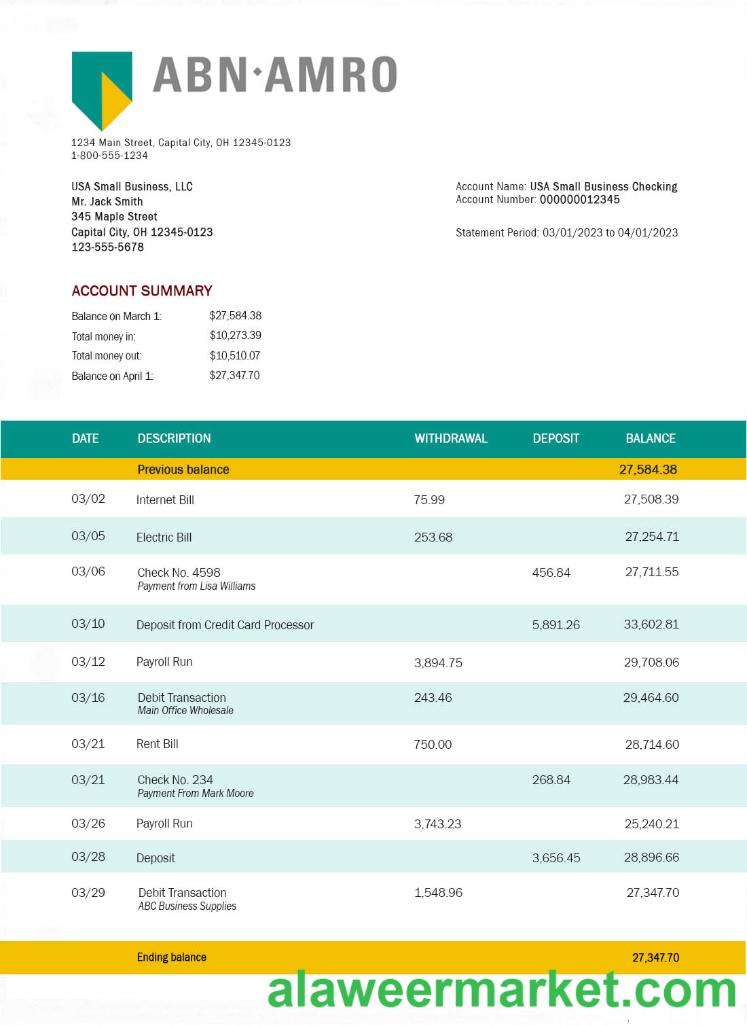 ABN·AMRO
1234 Main Street, Capital City, OH 12345-0123
1-800-555-1234
USA Small Business, LLC
Mr. Jack Smith
345 Maple Street
Capital City, OH 12345-0123
123-555-5678
Account Name: USA Small Business Checking
Account Number: 000000012345
Statement Period: 03/01/2023 to 04/01/2023
ACCOUNT SUMMARY
Balance on March 1: $27,584.38
Total money in: $10,273.39
Total money out: $10,510.07
Balance on April 1: $27,347.70
DATE DESCRIPTION WITHDRAWAL DEPOSIT BALANCE
Previous balance 27,584.38
03/02 Internet Bill 75.99 27,508.39
03/05 Electric Bill 253.68 27,254.71
03/06 Check No. 4598 456.84 27,711.55
Payment from Lisa Williams
03/10 Deposit from Credit Card Processor 5,891.26 33,602.81
03/12 Payroll Run 3,894.75 29,708.06
03/16 Debit Transaction 243.46 29,464.60
Main Office Wholesale
03/21 Rent Bill 750.00 28,714.60
03/21 Check No. 234 268.84 28,983.44
Payment From Mark Moore
03/26 Payroll Run 3,743.23 25,240.21
03/28 Deposit 3,656.45 28,896.66
03/29 Debit Transaction 1,548.96 27,347.70
ABC Business Supplies
Ending balance 27,347.70
alaweermarket.com